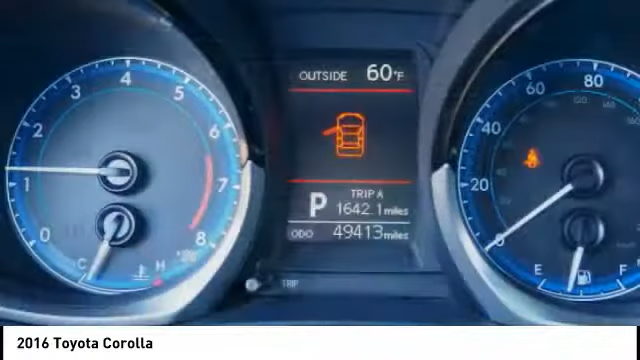 OUTSIDE 60°F
0 1 2 3 4 5 6 7 8
C H
P
TRIP A
1642.1 miles
ODO 49413 miles
0 20 40 60 80
E F
TRIP
2016 Toyota Corolla